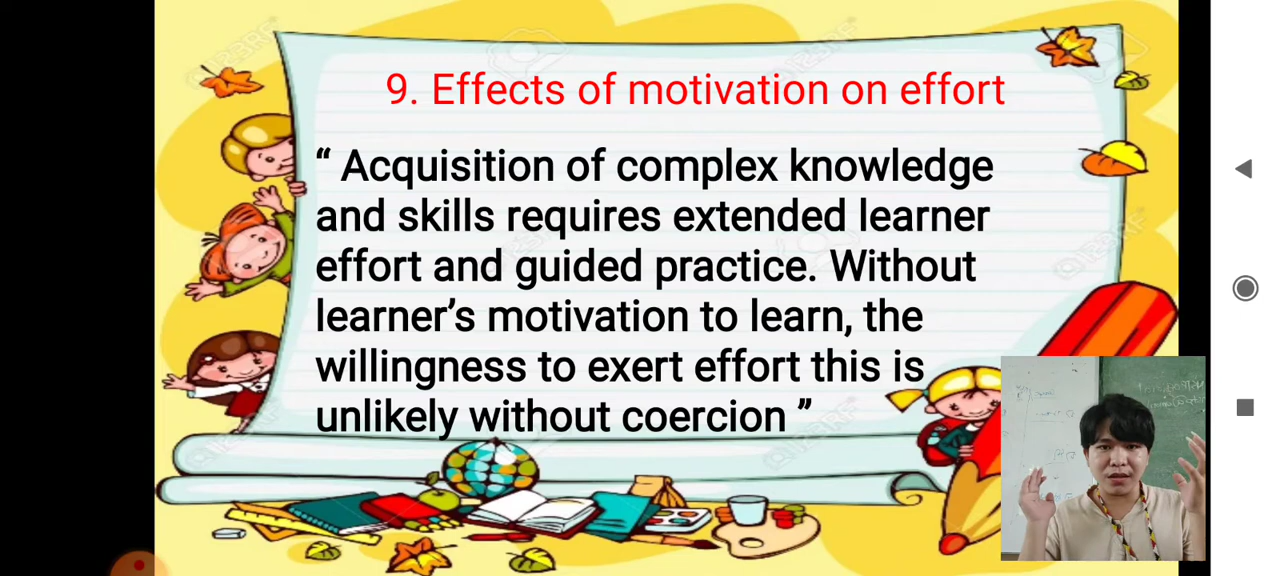 9. Effects of motivation on effort
“ Acquisition of complex knowledge
and skills requires extended learner
effort and guided practice. Without
learner’s motivation to learn, the
willingness to exert effort this is
unlikely without coercion ”